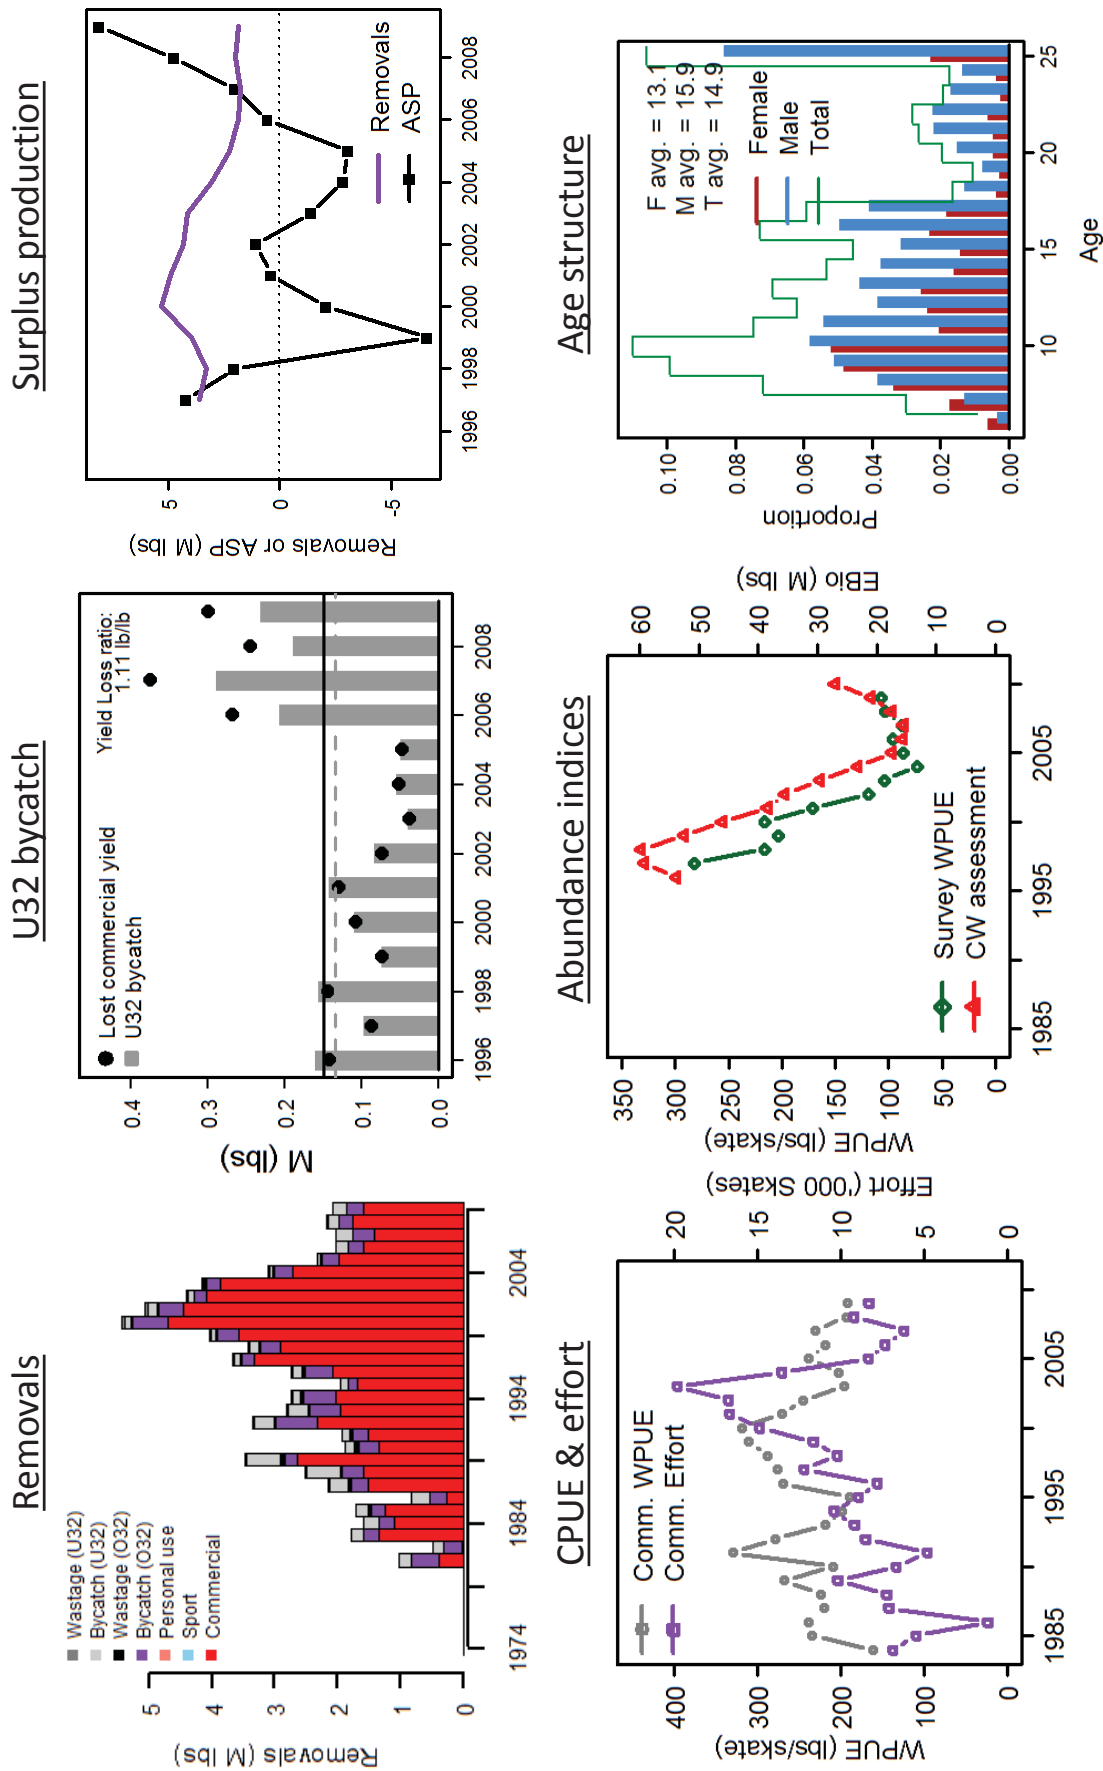 Removals
Wastage (U32)
Bycatch (U32)
Wastage (O32)
Bycatch (O32)
Personal use
Sport
Commercial
Removals (M lbs)
0
1
2
3
4
5
1974
1984
1994
2004
U32 bycatch
Lost commercial yield
U32 bycatch
Yield Loss ratio:
1.11 lb/lb
M (lbs)
0.0
0.1
0.2
0.3
0.4
1996
1998
2000
2002
2004
2006
2008
Surplus production
Removals
ASP
Removals or ASP (M lbs)
-5
0
5
1996
1998
2000
2002
2004
2006
2008
CPUE & effort
Comm. WPUE
Comm. Effort
WPUE (lbs/skate)
0
100
200
300
400
Effort ('000 Skates)
0
5
10
15
20
1985
1995
2005
Abundance indices
Survey WPUE
CW assessment
WPUE (lbs/skate)
0
50
100
150
200
250
300
350
EBio (M lbs)
0
10
20
30
40
50
60
1985
1995
2005
Age structure
F avg. = 13.1
M avg. = 15.9
T avg. = 14.9
Female
Male
Total
Proportion
0.00
0.02
0.04
0.06
0.08
0.10
10
15
20
25
Age